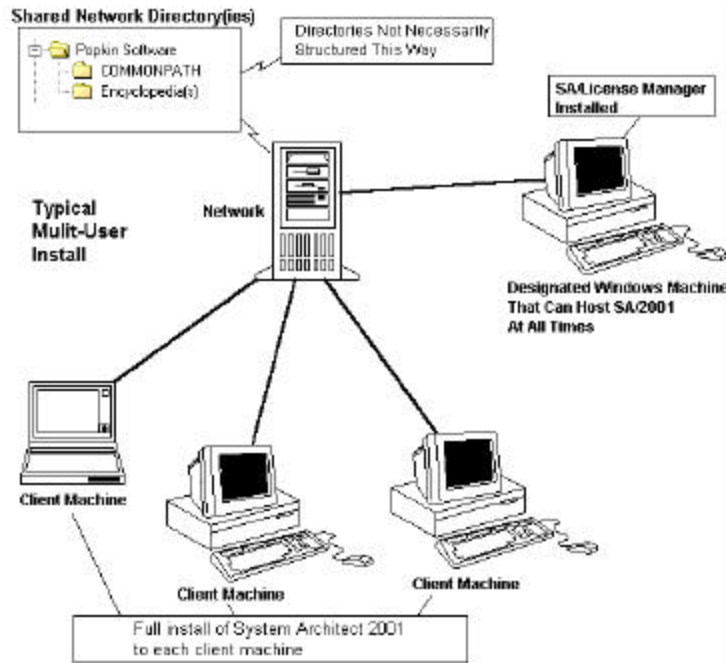 Shared Network Directory(ies)
Popkin Software
COMMONPATH
Encyclopedia(s)
Directories Not Necessarily
Structured This Way
SA/License Manager
Installed
Network
Typical
Mulit-User
Install
Designated Windows Machine
That Can Host SA/2001
At All Times
Client Machine
Client Machine
Client Machine
Full install of System Architect 2001
to each client machine